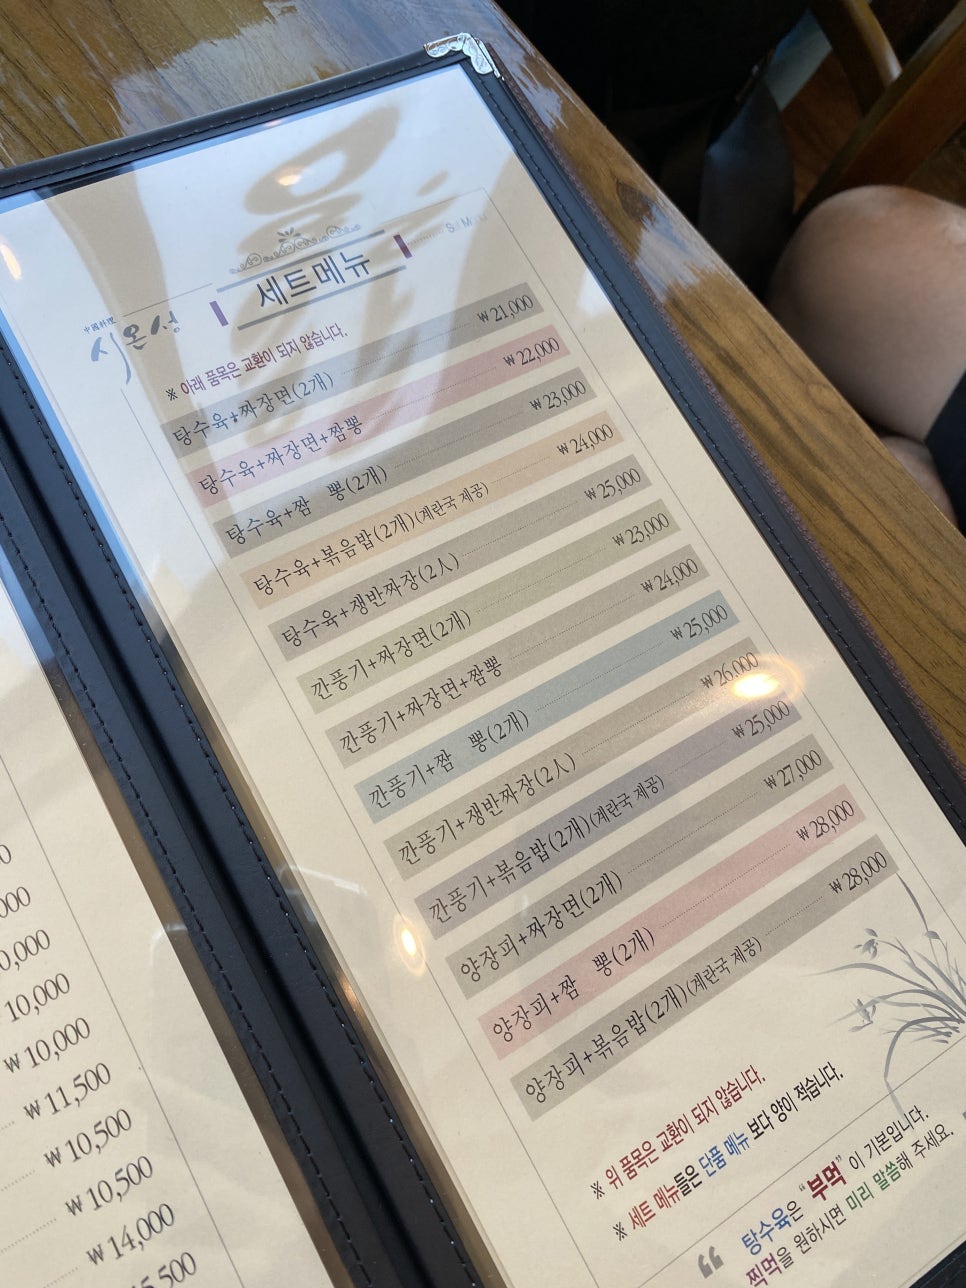 세트메뉴
中國料理
시온성
※ 아래 품목은 교환이 되지 않습니다.
탕수육+짜장면(2개) ₩21,000
탕수육+짜장면+짬뽕 ₩22,000
탕수육+짬 뽕(2개) ₩23,000
탕수육+볶음밥(2개)(계란국 제공) ₩24,000
탕수육+쟁반짜장(2人) ₩25,000
깐풍기+짜장면(2개) ₩23,000
깐풍기+짜장면+짬뽕 ₩24,000
깐풍기+짬 뽕(2개) ₩25,000
깐풍기+쟁반짜장(2人) ₩26,000
깐풍기+볶음밥(2개)(계란국 제공) ₩25,000
양장피+짜장면(2개) ₩27,000
양장피+짬 뽕(2개) ₩28,000
양장피+볶음밥(2개)(계란국 제공) ₩28,000
※ 위 품목은 교환이 되지 않습니다.
※ 세트 메뉴들은 단품 메뉴 보다 양이 적습니다.
탕수육은 "부먹" 이 기본입니다.
찍먹을 원하시면 미리 말씀해 주세요.
10,000
₩10,000
₩11,500
₩10,500
₩10,500
₩14,000